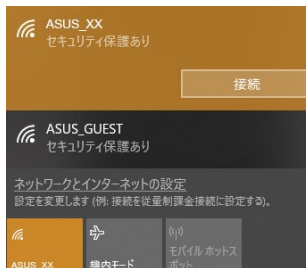 ASUS_XX
セキュリティ保護あり
接続
ASUS_GUEST
セキュリティ保護あり
ネットワークとインターネットの設定
設定を変更します (例: 接続を従量制課金接続に設定する)。
ASUS_XX
機内モード
モバイル ホットス
ポット